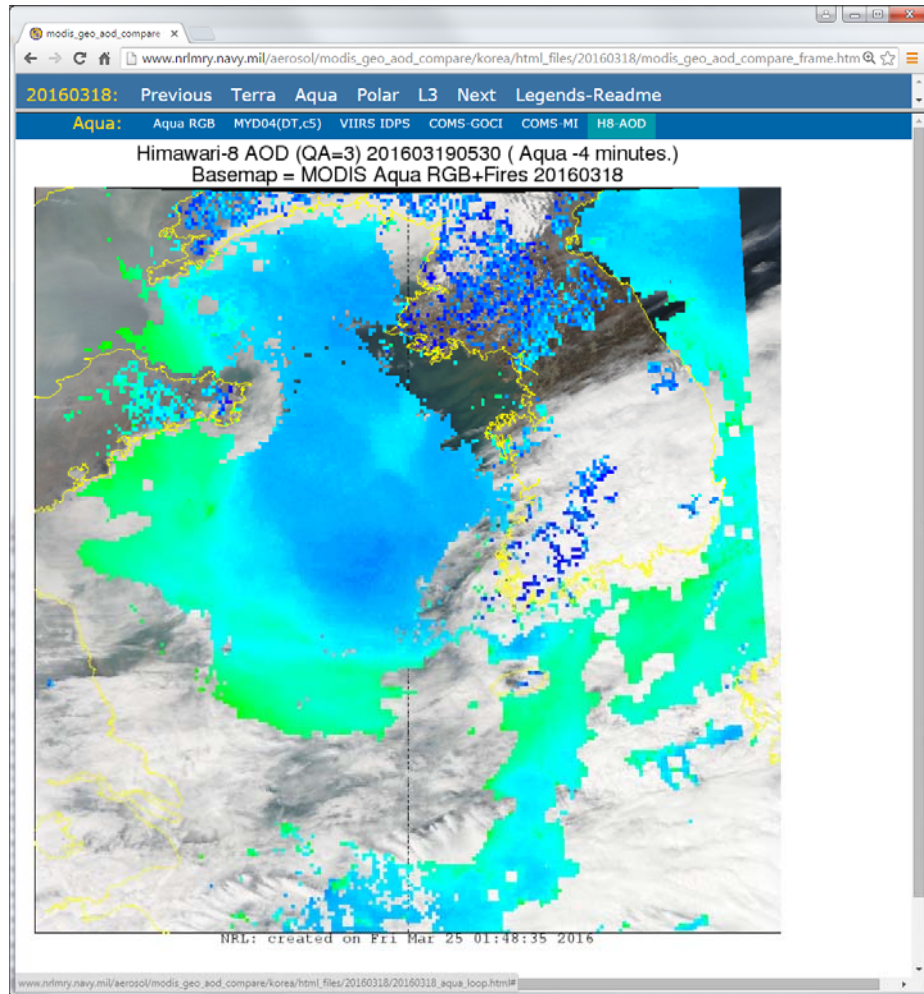 modis_geo_aod_compare
www.nrlmry.navy.mil/aerosol/modis_geo_aod_compare/korea/html_files/20160318/modis_geo_aod_compare_frame.htm
20160318: Previous Terra Aqua Polar L3 Next Legends-Readme
Aqua: Aqua RGB MYD04(DT,c5) VIIRS IDPS COMS-GOCI COMS-MI H8-AOD
Himawari-8 AOD (QA=3) 201603190530 ( Aqua -4 minutes.)
Basemap = MODIS Aqua RGB+Fires 20160318
NRL: created on Fri Mar 25 01:48:35 2016
www.nrlmry.navy.mil/aerosol/modis_geo_aod_compare/korea/html_files/20160318/20160318_aqua_loop.html#